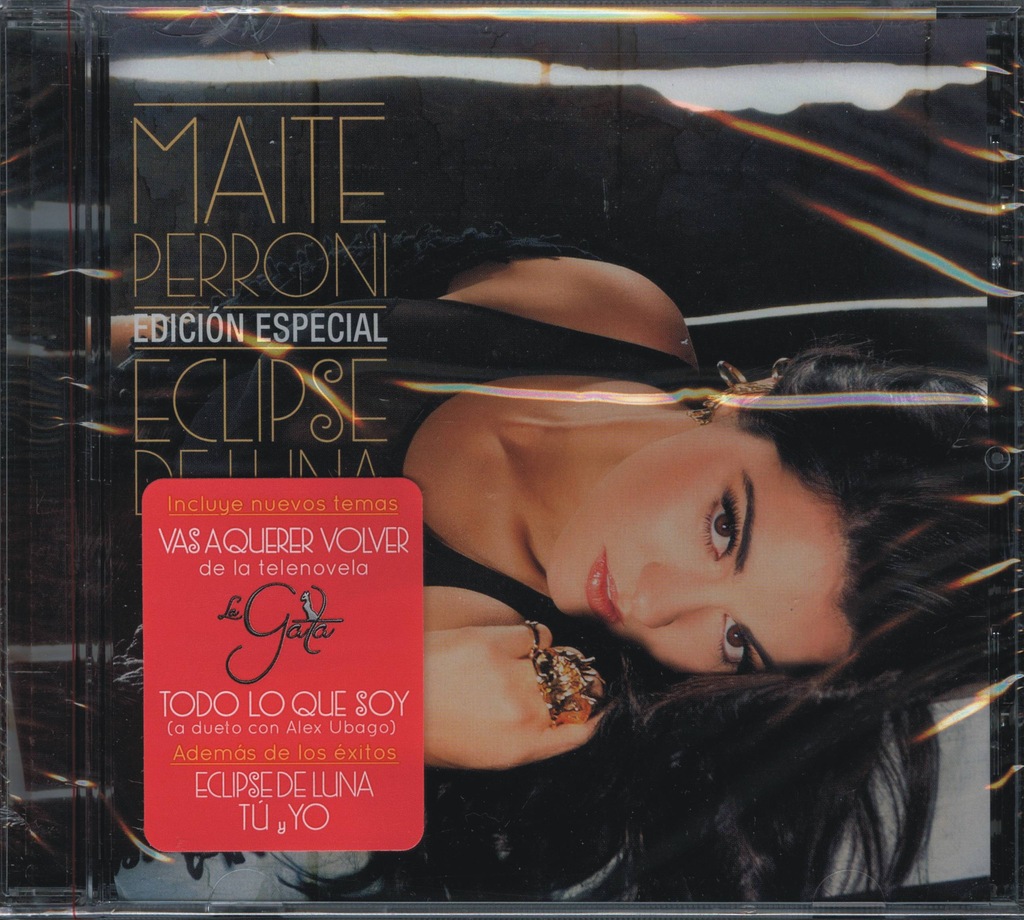 MAITE
PERRONI
EDICIÓN ESPECIAL
ECLIPSE
DE LUNA
Incluye nuevos temas
VAS A QUERER VOLVER
de la telenovela
La
Gata
TODO LO QUE SOY
(a dueto con Alex Ubago)
Además de los éxitos
ECLIPSE DE LUNA
TÚ y YO